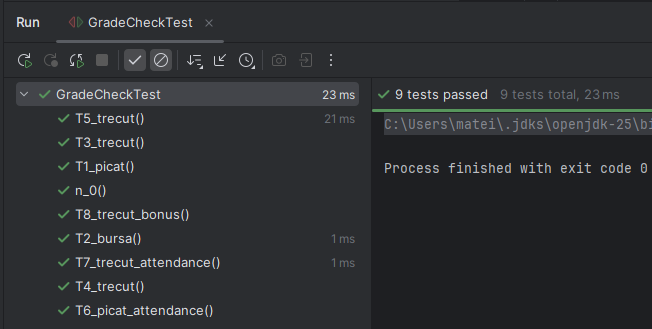 Run GradeCheckTest
GradeCheckTest 23 ms
T5_trecut() 21 ms
T3_trecut()
T1_picat()
n_0()
T8_trecut_bonus()
T2_bursa() 1 ms
T7_trecut_attendance() 1 ms
T4_trecut()
T6_picat_attendance()
9 tests passed 9 tests total, 23 ms
C:\Users\matei\.jdks\openjdk-25\bi
Process finished with exit code 0